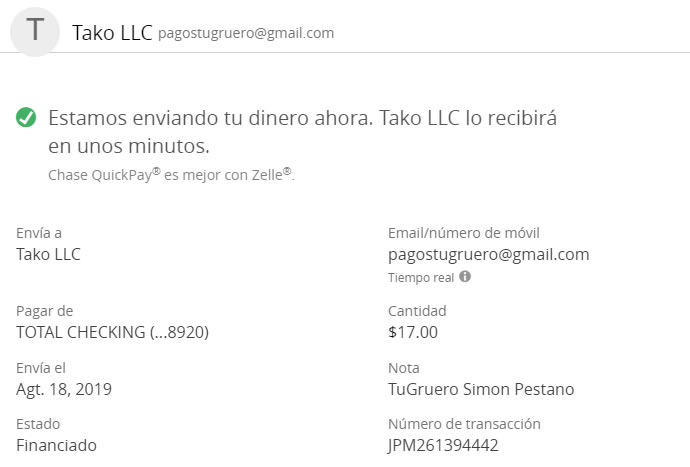 T
Tako LLC pagostugruero@gmail.com
Estamos enviando tu dinero ahora. Tako LLC lo recibirá
en unos minutos.
Chase QuickPay® es mejor con Zelle®.
Envía a
Tako LLC
Email/número de móvil
pagostugruero@gmail.com
Tiempo real
Pagar de
TOTAL CHECKING (...8920)
Cantidad
$17.00
Envía el
Agt. 18, 2019
Nota
TuGruero Simon Pestano
Estado
Financiado
Número de transacción
JPM261394442